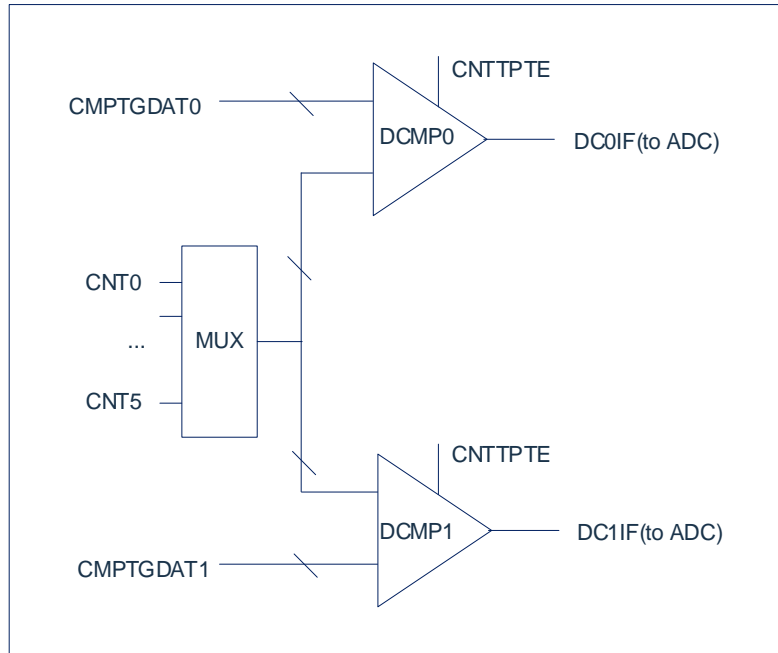 CNTTPTE
CMPTGDAT0
DCMP0
DC0IF(to ADC)
CNT0
...
MUX
CNT5
CNTTPTE
DCMP1
DC1IF(to ADC)
CMPTGDAT1